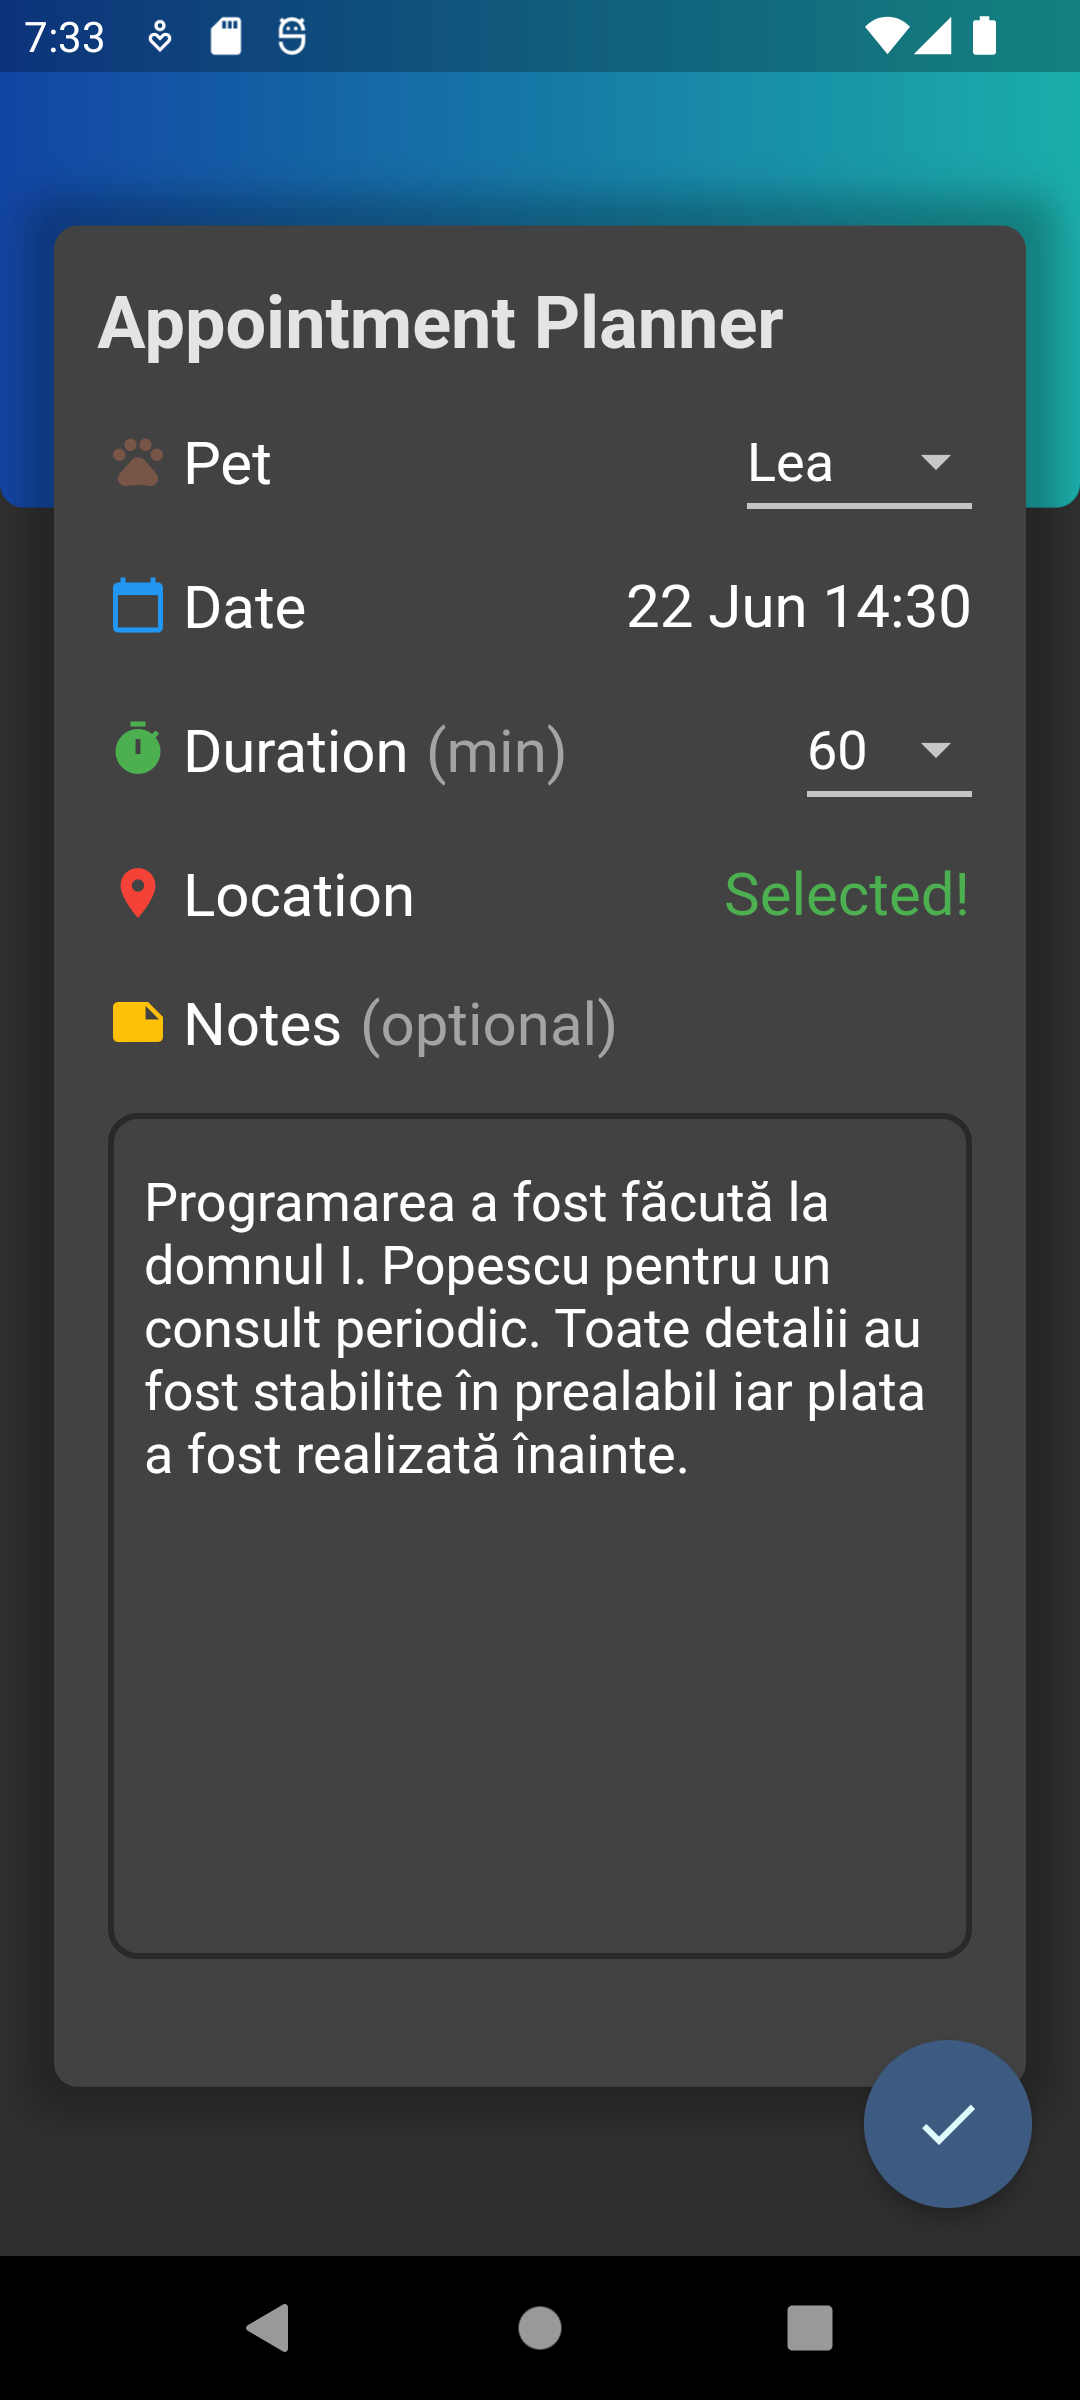 7:33
Appointment Planner
Pet Lea
Date 22 Jun 14:30
Duration (min) 60
Location Selected!
Notes (optional)
Programarea a fost făcută la
domnul I. Popescu pentru un
consult periodic. Toate detalii au
fost stabilite în prealabil iar plata
a fost realizată înainte.